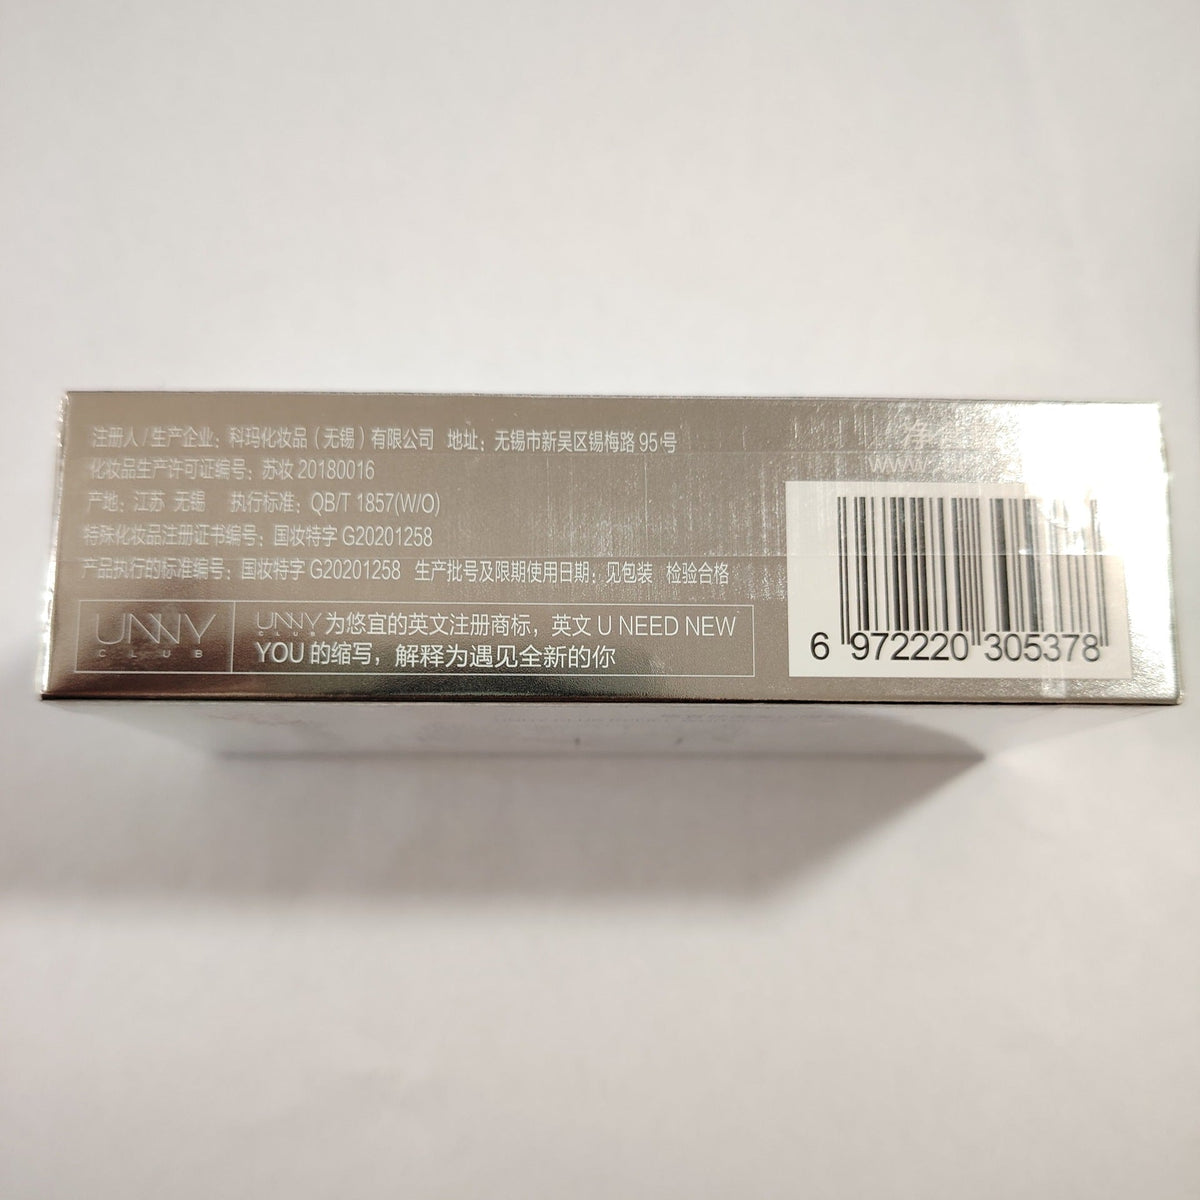 注册人/生产企业：科玛化妆品（无锡）有限公司 地址：无锡市新吴区锡梅路95号
化妆品生产许可证编号：苏妆 20180016
产地：江苏 无锡 执行标准：QB/T 1857(W/O)
特殊化妆品注册证书编号：国妆特字 G20201258
产品执行的标准编号：国妆特字 G20201258 生产批号及限期使用日期：见包装 检验合格
UNNY CLUB
UNNY CLUB 为悠宜的英文注册商标，英文 U NEED NEW
YOU 的缩写，解释为遇见全新的你
净
www.
6 972220 305378